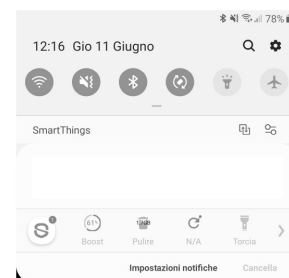 78%
12:16 Gio 11 Giugno
SmartThings
61°
Boost Pulire N/A Torcia
Impostazioni notifiche Cancella